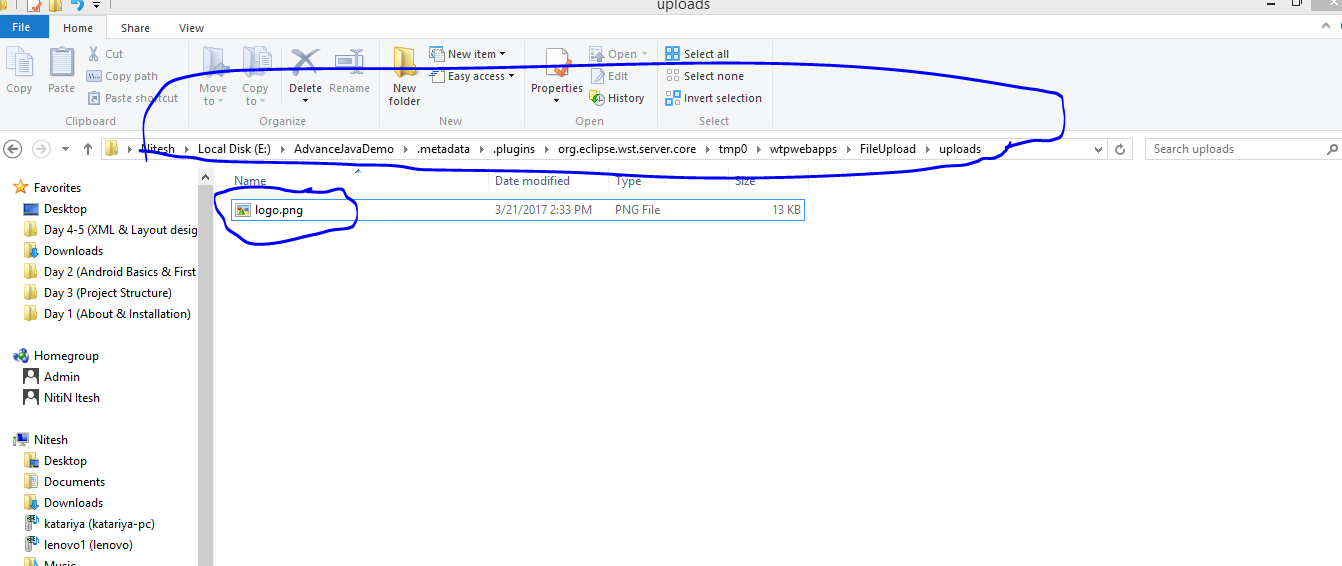 uploads
File Home Share View
Copy
Paste
Cut
Copy path
Paste shortcut
Clipboard
Move to
Copy to
Delete
Rename
Organize
New folder
New item
Easy access
New
Properties
Open
Edit
History
Open
Select all
Select none
Invert selection
Select
Nitesh Local Disk (E:) AdvanceJavaDemo .metadata .plugins org.eclipse.wst.server.core tmp0 wtpwebapps FileUpload uploads
Search uploads
Name Date modified Type Size
logo.png 3/21/2017 2:33 PM PNG File 13 KB
Favorites
Desktop
Day 4-5 (XML & Layout desig
Downloads
Day 2 (Android Basics & First
Day 3 (Project Structure)
Day 1 (About & Installation)
Homegroup
Admin
NitiN Itesh
Nitesh
Desktop
Documents
Downloads
katariya (katariya-pc)
lenovo1 (lenovo)
Music